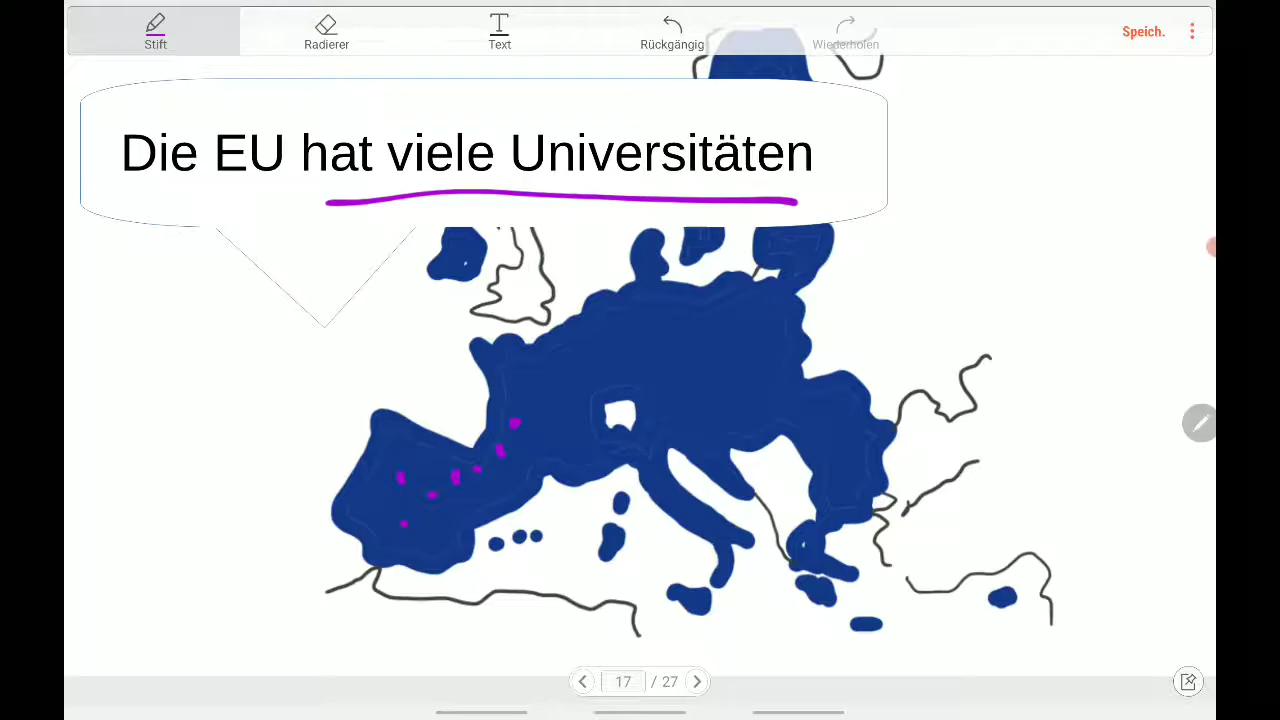 Stift
Radierer
Text
Rückgängig
Wiederholen
Speich.
Die EU hat viele Universitäten
17 / 27